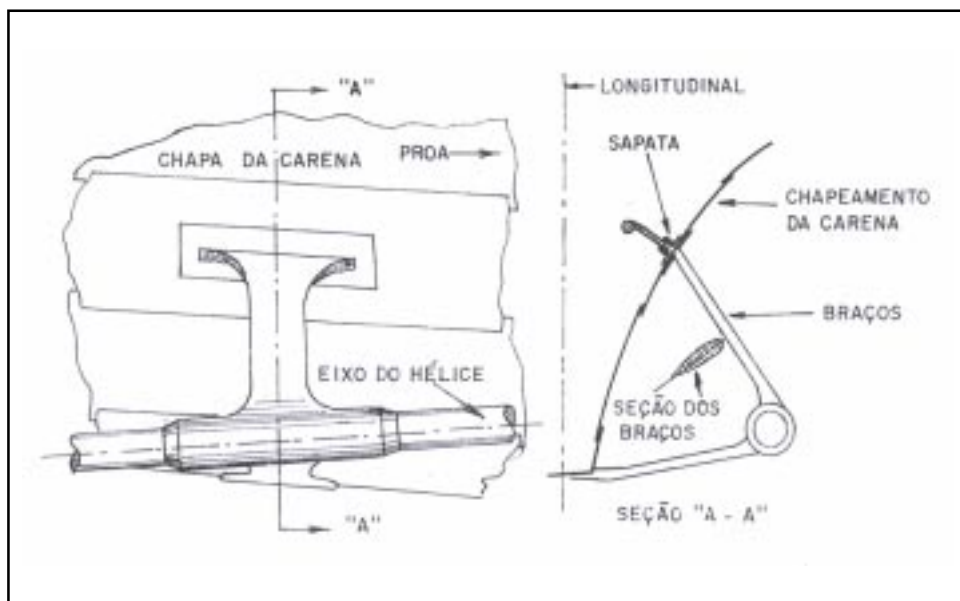 "A"
CHAPA DA CARENA
PROA
EIXO DO HÉLICE
"A"
LONGITUDINAL
SAPATA
CHAPEAMENTO
DA CARENA
BRAÇOS
SEÇÃO DOS
BRAÇOS
SEÇÃO "A - A"